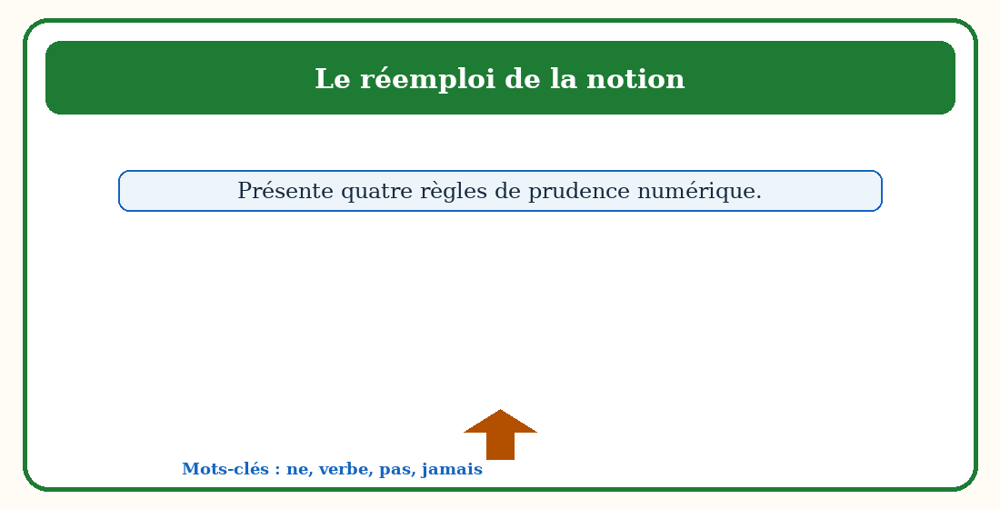 Le réemploi de la notion
Présente quatre règles de prudence numérique.
Mots-clés : ne, verbe, pas, jamais